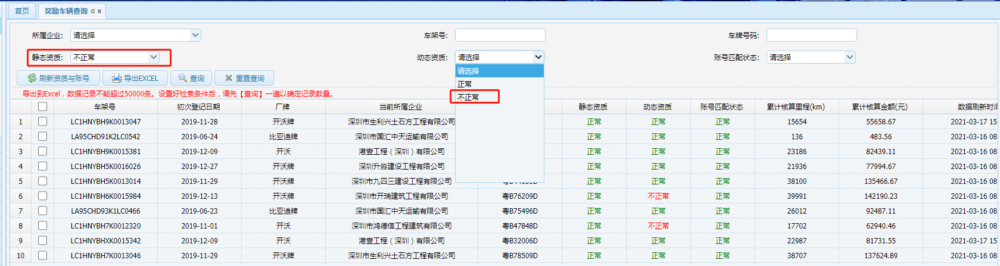 首页 奖励车辆查询
所属企业: 请选择 车架号: 车牌号码:
静态资质: 不正常 动态资质: 请选择 账号匹配状态: 请选择
请选择
正常
不正常
刷新资质与账号 导出EXCEL 查询 重置查询
导出到Excel，数据记录不能超过50000条。设置好检索条件后，请先【查询】一遍以确定记录数量。
车架号 初次登记日期 厂牌 当前所属企业 静态资质 动态资质 账号匹配状态 累计核算里程(km) 累计核算金额(元) 数据刷新时间
1 LC1HNYBH9K0013047 2019-11-28 开沃牌 深圳市生利兴土石方工程有限公司 正常 正常 正常 15654 55658.67 2021-03-17 15
2 LA95CHD91K2LC0542 2019-06-24 比亚迪牌 深圳市国汇中天运输有限公司 正常 正常 正常 136 483.56 2021-03-16 08
3 LC1HNYBH9K0015381 2019-12-09 开沃 港壹工程（深圳）有限公司 正常 正常 正常 23186 82439.11 2021-03-16 08
4 LC1HNYBH5K0016026 2019-12-27 开沃牌 深圳升淼建设工程有限公司 正常 正常 正常 21936 77994.67 2021-03-16 08
5 LC1HNYBH5K0013014 2019-11-29 开沃牌 深圳市九四三建设工程有限公司 正常 正常 正常 38100 135466.67 2021-03-16 08
6 LC1HNYBH6K0015984 2019-12-13 开沃牌 深圳市开瑞建筑工程有限公司 粤B76209D 正常 不正常 正常 39991 142190.23 2021-03-16 08
7 LA95CHD93K1LC0466 2019-06-23 比亚迪牌 深圳市国汇中天运输有限公司 粤B75496D 正常 正常 正常 26012 92487.11 2021-03-16 08
8 LC1HNYBH7K0012320 2019-11-01 开沃 深圳市鸿德信工程建筑有限公司 粤B47848D 正常 不正常 正常 17702 62940.46 2021-03-16 08
9 LC1HNYBHXK0015342 2019-12-09 开沃 港壹工程（深圳）有限公司 粤B32006D 正常 正常 正常 22987 81731.55 2021-03-17 15
10 LC1HNYBH7K0013046 2019-11-29 开沃牌 深圳市生利兴土石方工程有限公司 粤B78509D 正常 正常 正常 38707 137624.89 2021-03-16 08